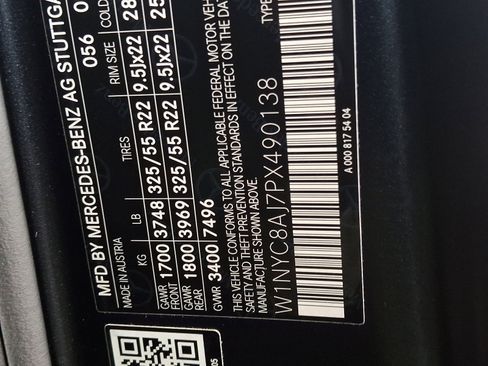 MFD BY MERCEDES-BENZ AG STUTTGA
056
MADE IN AUSTRIA
KG LB TIRES RIM SIZE COLD
GAWR FRONT 1700 3748 325/55 R22 9.5Jx22 28
GAWR REAR 1800 3969 325/55 R22 9.5Jx22 25
GVWR 3400 7496
THIS VEHICLE CONFORMS TO ALL APPLICABLE FEDERAL MOTOR VEH
SAFETY AND THEFT PREVENTION STANDARDS IN EFFECT ON THE DA
MANUFACTURE SHOWN ABOVE.
W1NYC8AJ7PX490138
TYPE
A 000 817 54 04